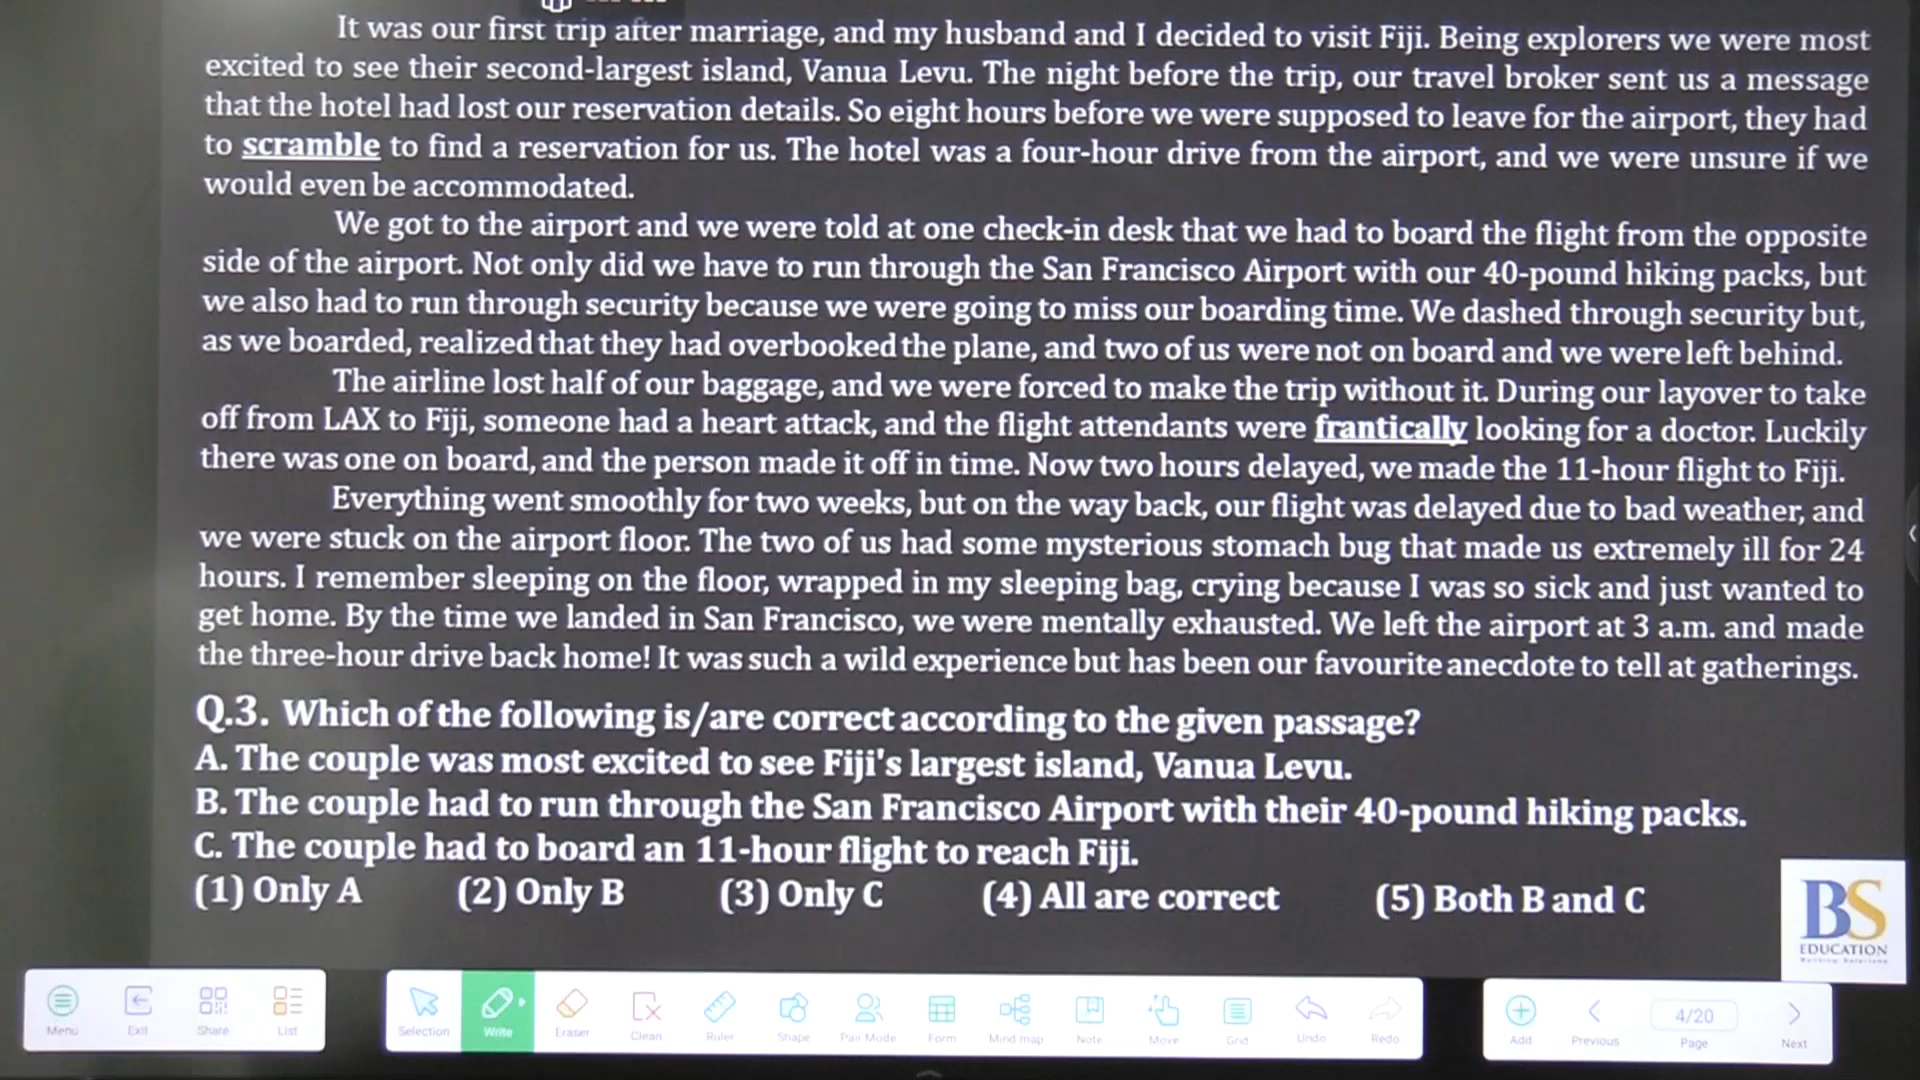 It was our first trip after marriage, and my husband and I decided to visit Fiji. Being explorers we were most
excited to see their second-largest island, Vanua Levu. The night before the trip, our travel broker sent us a message
that the hotel had lost our reservation details. So eight hours before we were supposed to leave for the airport, they had
to scramble to find a reservation for us. The hotel was a four-hour drive from the airport, and we were unsure if we
would even be accommodated.
We got to the airport and we were told at one check-in desk that we had to board the flight from the opposite
side of the airport. Not only did we have to run through the San Francisco Airport with our 40-pound hiking packs, but
we also had to run through security because we were going to miss our boarding time. We dashed through security but,
as we boarded, realized that they had overbooked the plane, and two of us were not on board and we were left behind.
The airline lost half of our baggage, and we were forced to make the trip without it. During our layover to take
off from LAX to Fiji, someone had a heart attack, and the flight attendants were frantically looking for a doctor. Luckily
there was one on board, and the person made it off in time. Now two hours delayed, we made the 11-hour flight to Fiji.
Everything went smoothly for two weeks, but on the way back, our flight was delayed due to bad weather, and
we were stuck on the airport floor. The two of us had some mysterious stomach bug that made us extremely ill for 24
hours. I remember sleeping on the floor, wrapped in my sleeping bag, crying because I was so sick and just wanted to
get home. By the time we landed in San Francisco, we were mentally exhausted. We left the airport at 3 a.m. and made
the three-hour drive back home! It was such a wild experience but has been our favourite anecdote to tell at gatherings.
Q.3. Which of the following is/are correct according to the given passage?
A. The couple was most excited to see Fiji's largest island, Vanua Levu.
B. The couple had to run through the San Francisco Airport with their 40-pound hiking packs.
C. The couple had to board an 11-hour flight to reach Fiji.
(1) Only A (2) Only B (3) Only C (4) All are correct (5) Both B and C
BS
EDUCATION
Menu Exit Share List Selection Write Eraser Clean Ruler Shape Pan Mode Form Mind map Note Move Grid Undo Redo Add Previous 4/20 Page Next